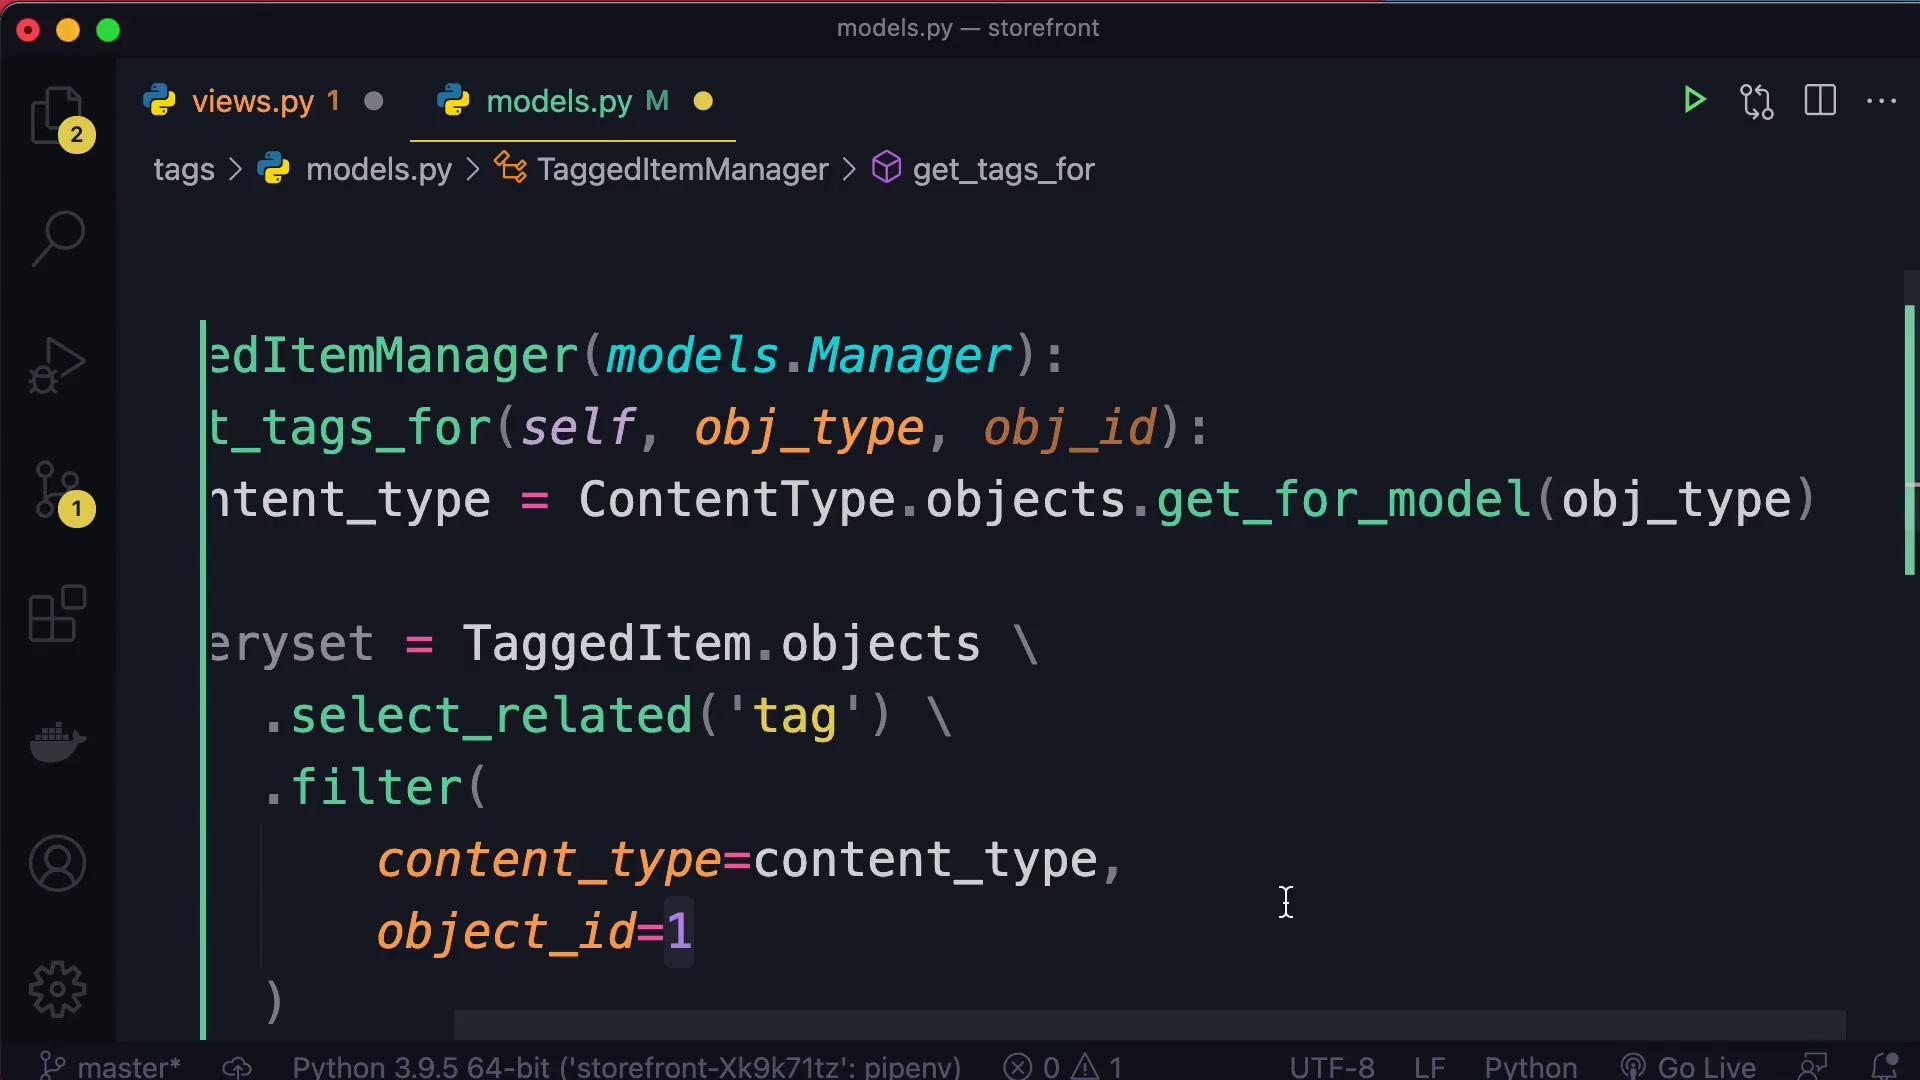 models.py — storefront
views.py 1
models.py M
2
tags > models.py > TaggedItemManager > get_tags_for
edItemManager(models.Manager):
t_tags_for(self, obj_type, obj_id):
ntent_type = ContentType.objects.get_for_model(obj_type)
1
eryset = TaggedItem.objects \
.select_related('tag') \
.filter(
content_type=content_type,
object_id=1
)
master* Python 3.9.5 64-bit ('storefront-Xk9k71tz': pipenv) 0 1 UTF-8 LF Python Go Live